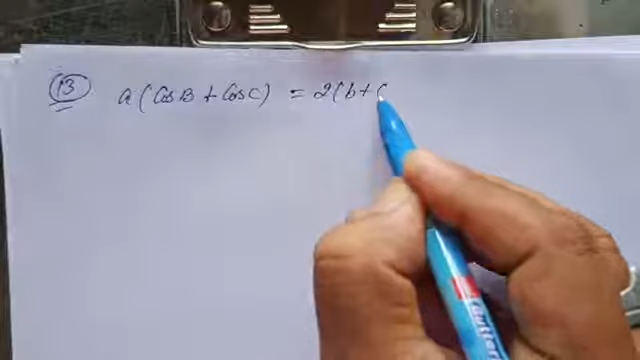 13 a(CosB + CosC) = 2(b+c